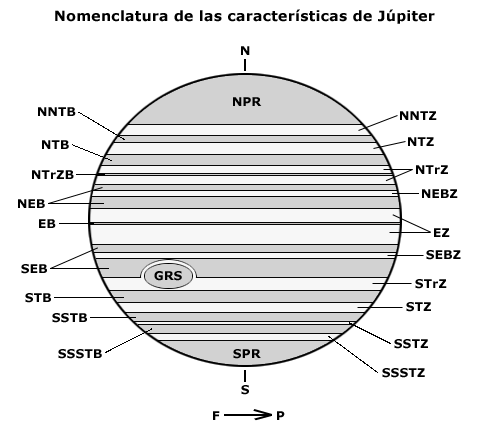 Nomenclatura de las características de Júpiter
N
NPR
NNTB
NNTZ
NTB
NTZ
NTrZB
NTrZ
NEB
NEBZ
EB
EZ
SEB
SEBZ
GRS
STrZ
STB
STZ
SSTB
SSTZ
SSSTB
SPR
SSSTZ
S
F P